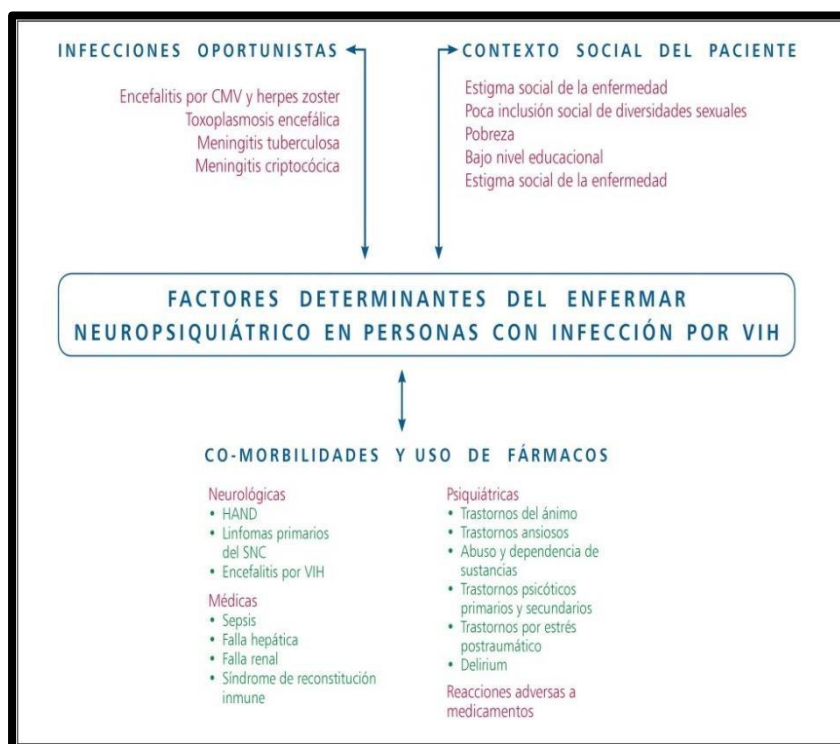 INFECCIONES OPORTUNISTAS
Encefalitis por CMV y herpes zoster
Toxoplasmosis encefálica
Meningitis tuberculosa
Meningitis criptocócica
CONTEXTO SOCIAL DEL PACIENTE
Estigma social de la enfermedad
Poca inclusión social de diversidades sexuales
Pobreza
Bajo nivel educacional
Estigma social de la enfermedad
FACTORES DETERMINANTES DEL ENFERMAR
NEUROPSIQUIÁTRICO EN PERSONAS CON INFECCIÓN POR VIH
CO-MORBILIDADES Y USO DE FÁRMACOS
Neurológicas
• HAND
• Linfomas primarios
del SNC
• Encefalitis por VIH
Médicas
• Sepsis
• Falla hepática
• Falla renal
• Síndrome de reconstitución
inmune
Psiquiátricas
• Trastornos del ánimo
• Trastornos ansiosos
• Abuso y dependencia de
sustancias
• Trastornos psicóticos
primarios y secundarios
• Trastornos por estrés
postraumático
• Delirium
Reacciones adversas a
medicamentos